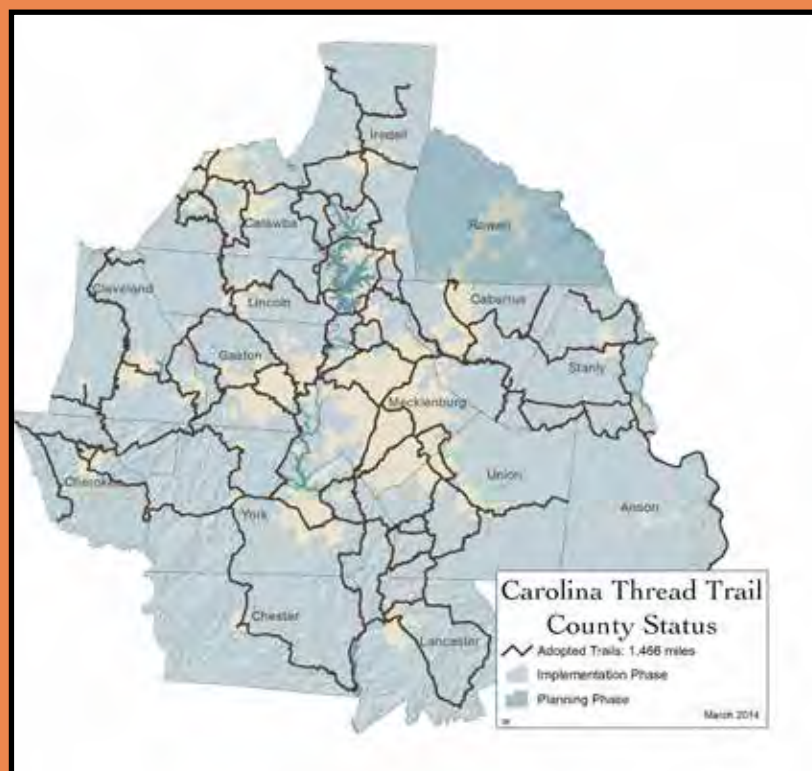 Iredell
Rowan
Catawba
Cleveland
Lincoln
Cabarrus
Gaston
Stanly
Mecklenburg
Cherokee
Union
Anson
York
Chester
Lancaster
Carolina Thread Trail
County Status
Adopted Trails: 1,466 miles
Implementation Phase
Planning Phase
March 2014